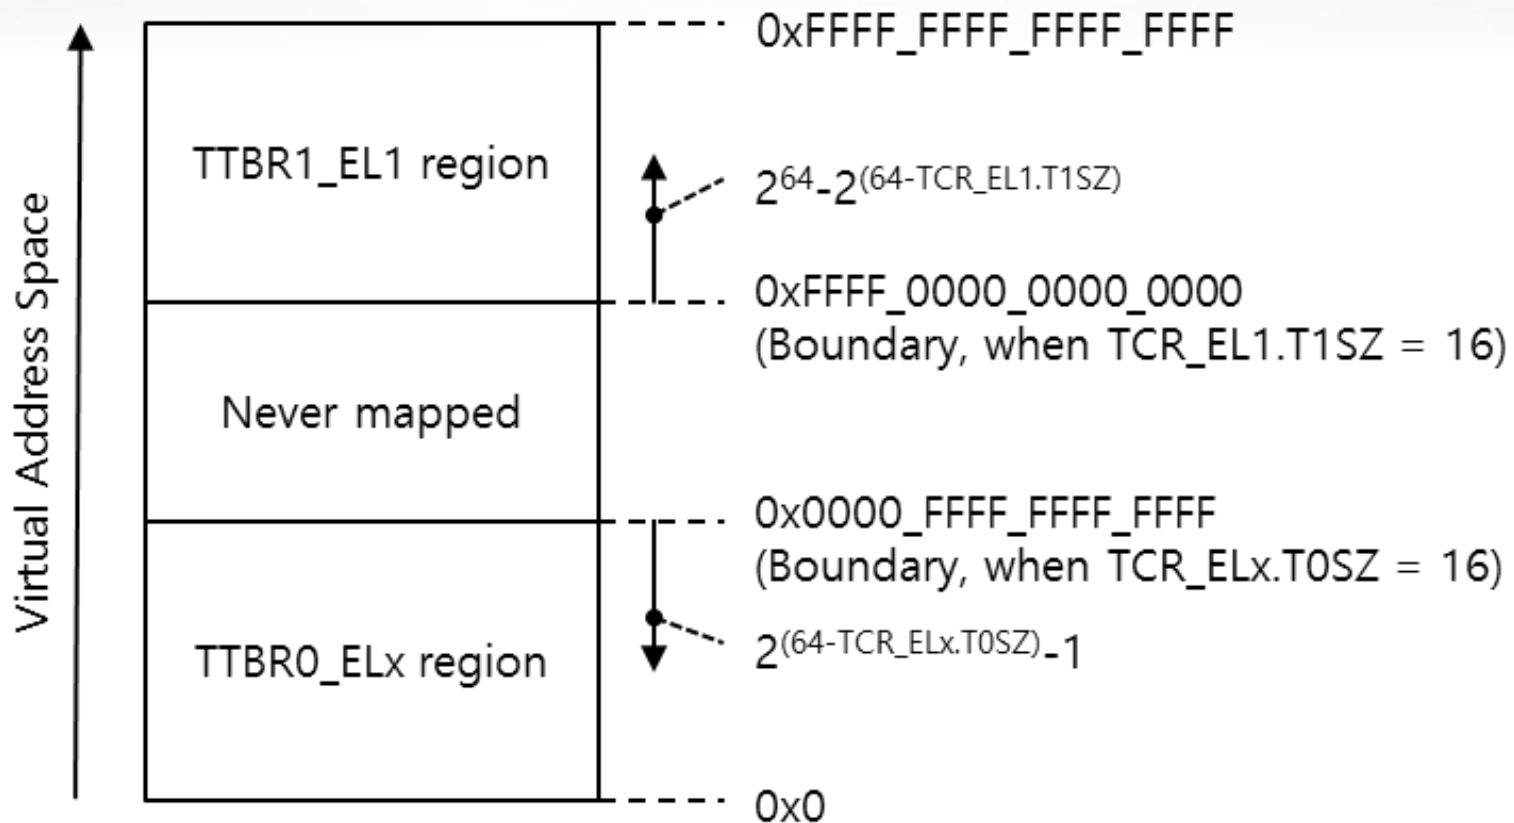 0xFFFF_FFFF_FFFF_FFFF
TTBR1_EL1 region
2^(64)-2^(64-TCR_EL1.T1SZ)
0xFFFF_0000_0000_0000
(Boundary, when TCR_EL1.T1SZ = 16)
Never mapped
Virtual Address Space
0x0000_FFFF_FFFF_FFFF
(Boundary, when TCR_ELx.T0SZ = 16)
TTBR0_ELx region
2^(64-TCR_ELx.T0SZ)-1
0x0